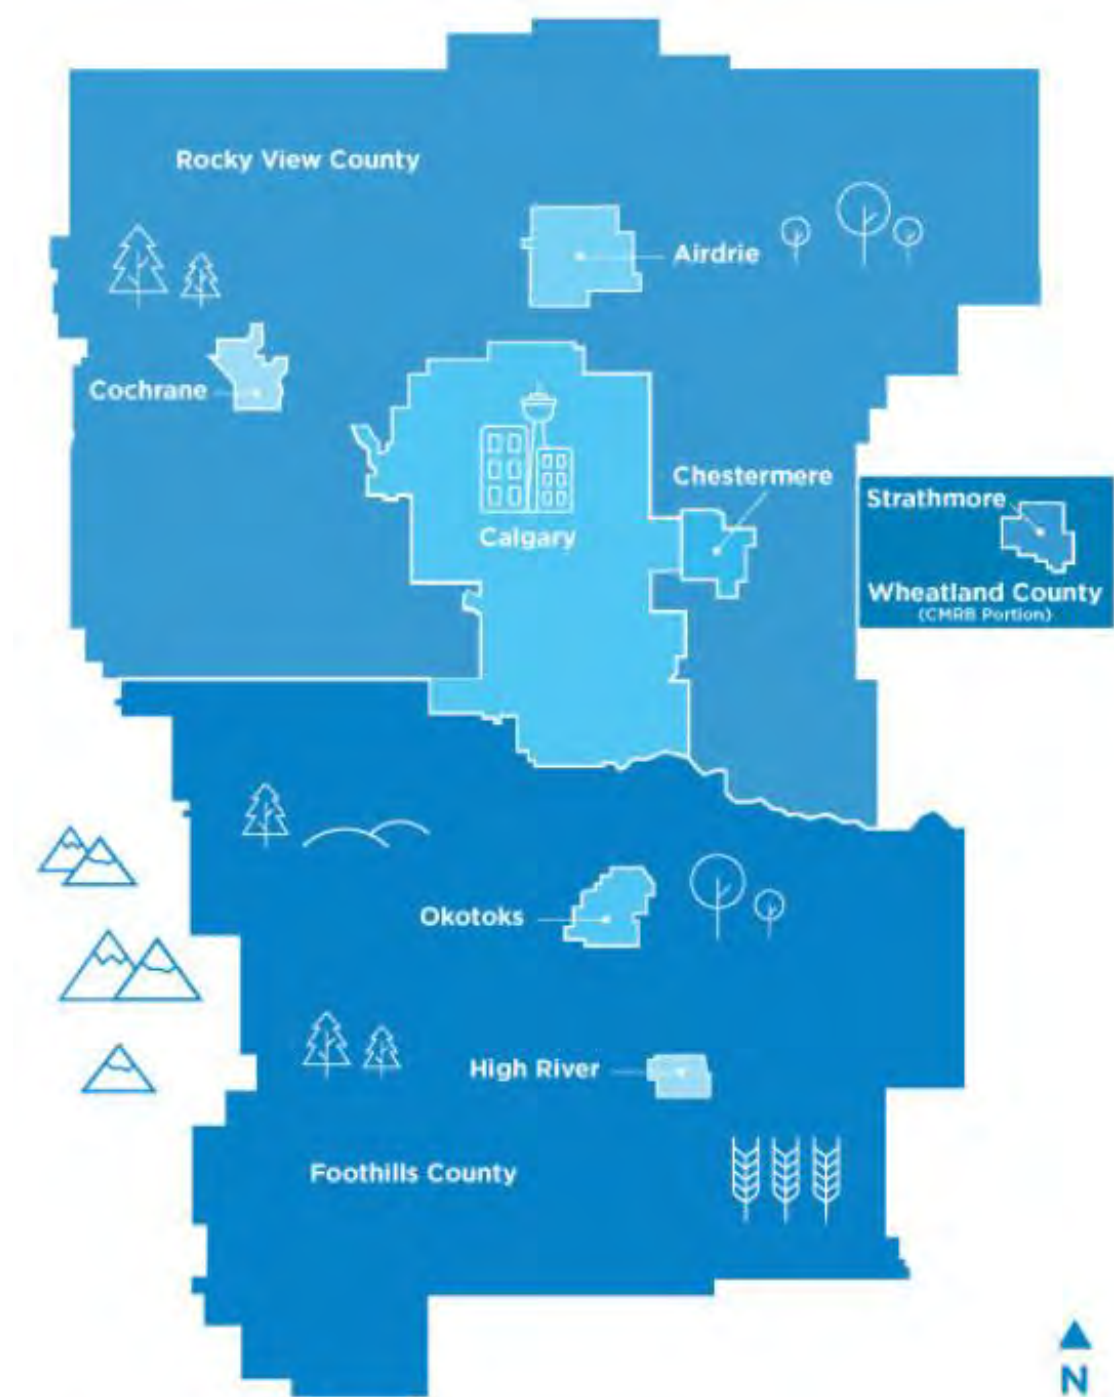 Rocky View County
Airdrie
Cochrane
Chestermere
Strathmore
Calgary
Wheatland County
(CMRB Portion)
Okotoks
High River
Foothills County
N